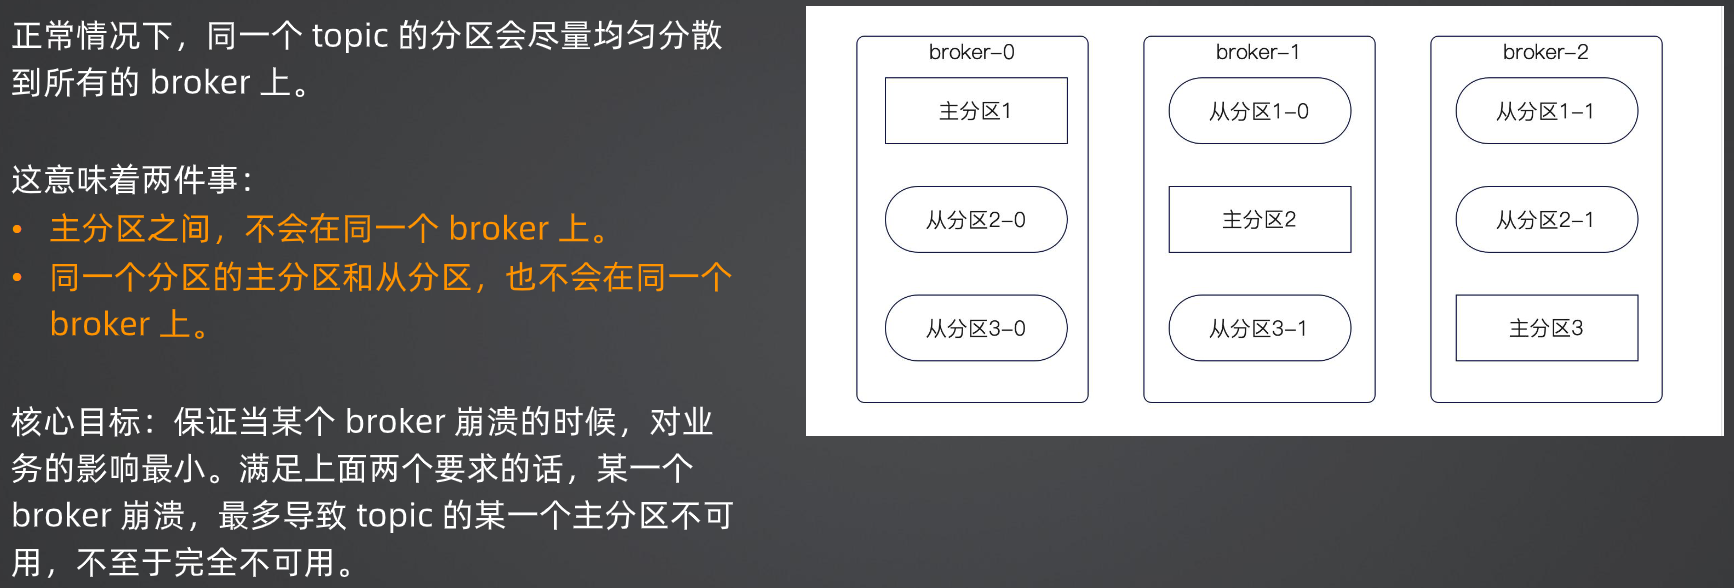 正常情况下，同一个 topic 的分区会尽量均匀分散
到所有的 broker 上。
这意味着两件事：
• 主分区之间，不会在同一个 broker 上。
• 同一个分区的主分区和从分区，也不会在同一个
broker 上。
核心目标：保证当某个 broker 崩溃的时候，对业
务的影响最小。满足上面两个要求的话，某一个
broker 崩溃，最多导致 topic 的某一个主分区不可
用，不至于完全不可用。
broker-0
主分区1
从分区2-0
从分区3-0
broker-1
从分区1-0
主分区2
从分区3-1
broker-2
从分区1-1
从分区2-1
主分区3